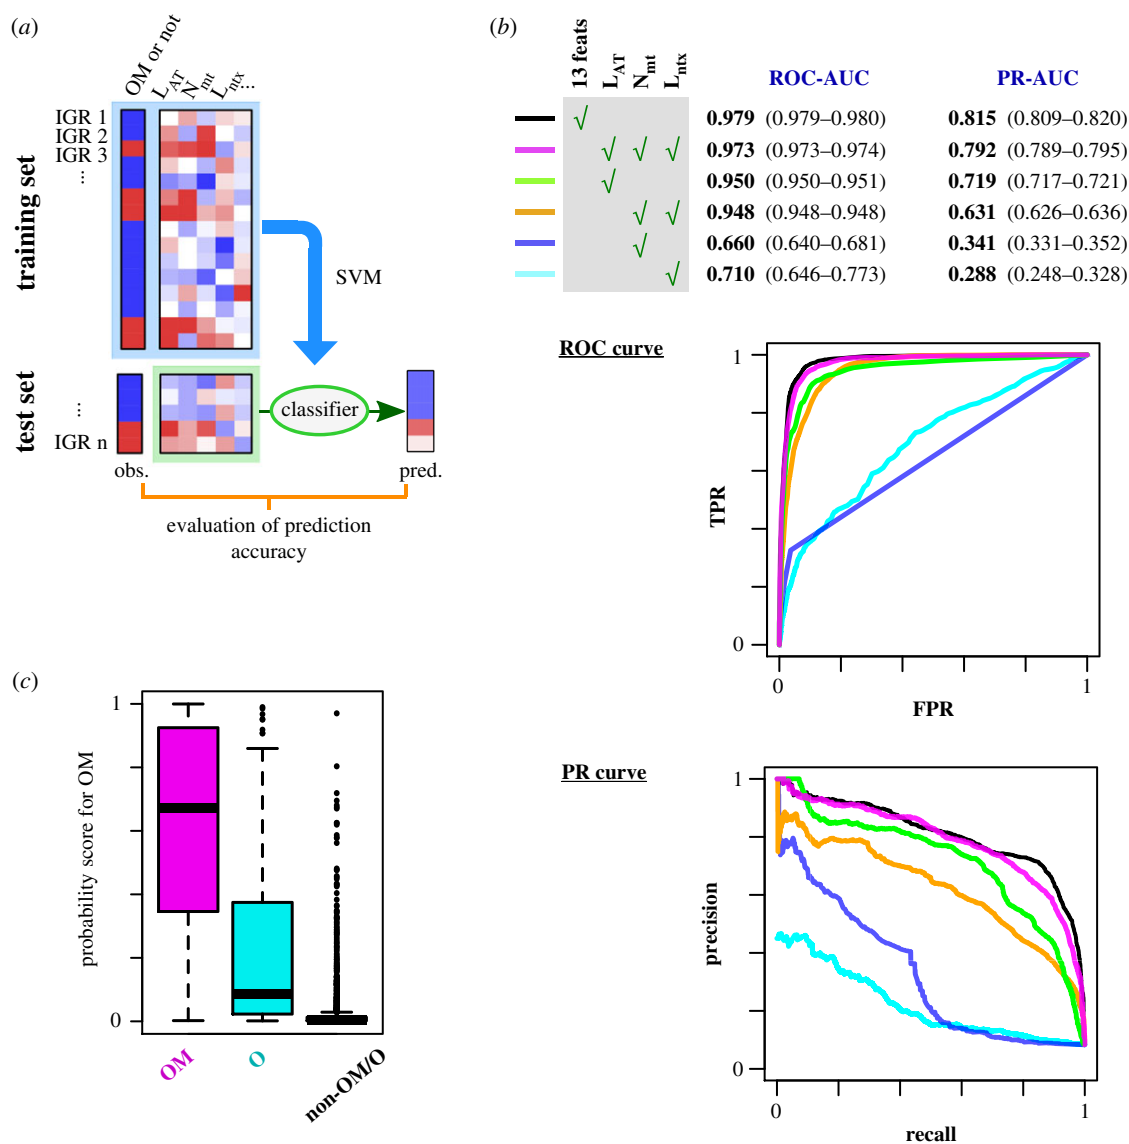 (a)
OM or not
L_AT
N_mt
L_ntx...
IGR 1
IGR 2
IGR 3
...
training set
SVM
test set
...
IGR n
classifier
obs.
pred.
evaluation of prediction
accuracy
(b)
13 feats
L_AT
N_mt
L_ntx
ROC-AUC PR-AUC
√ 0.979 (0.979–0.980) 0.815 (0.809–0.820)
√ √ √ 0.973 (0.973–0.974) 0.792 (0.789–0.795)
√ 0.950 (0.950–0.951) 0.719 (0.717–0.721)
√ √ 0.948 (0.948–0.948) 0.631 (0.626–0.636)
√ 0.660 (0.640–0.681) 0.341 (0.331–0.352)
√ 0.710 (0.646–0.773) 0.288 (0.248–0.328)
ROC curve
1
TPR
0
0 1
FPR
(c)
1
probability score for OM
0
OM
O
non-OM/O
PR curve
1
precision
0
0 1
recall